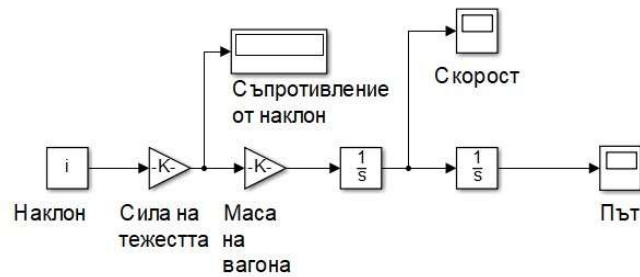 Скорост
Съпротивление
от наклон
i
-K-
-K-
1
s
1
s
Наклон
Сила на
тежестта
Маса
на
вагона
Път